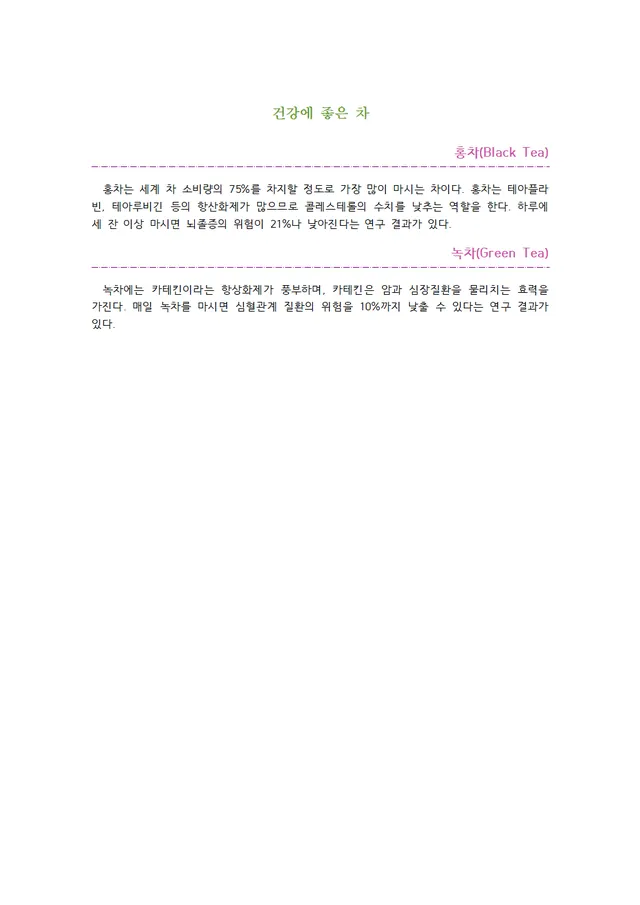 건강에 좋은 차
홍차(Black Tea)
홍차는 세계 차 소비량의 75%를 차지할 정도로 가장 많이 마시는 차이다. 홍차는 테아플라
빈, 테아루비긴 등의 항산화제가 많으므로 콜레스테롤의 수치를 낮추는 역할을 한다. 하루에
세 잔 이상 마시면 뇌졸중의 위험이 21%나 낮아진다는 연구 결과가 있다.
녹차(Green Tea)
녹차에는 카테킨이라는 항상화제가 풍부하며, 카테킨은 암과 심장질환을 물리치는 효력을
가진다. 매일 녹차를 마시면 심혈관계 질환의 위험을 10%까지 낮출 수 있다는 연구 결과가
있다.